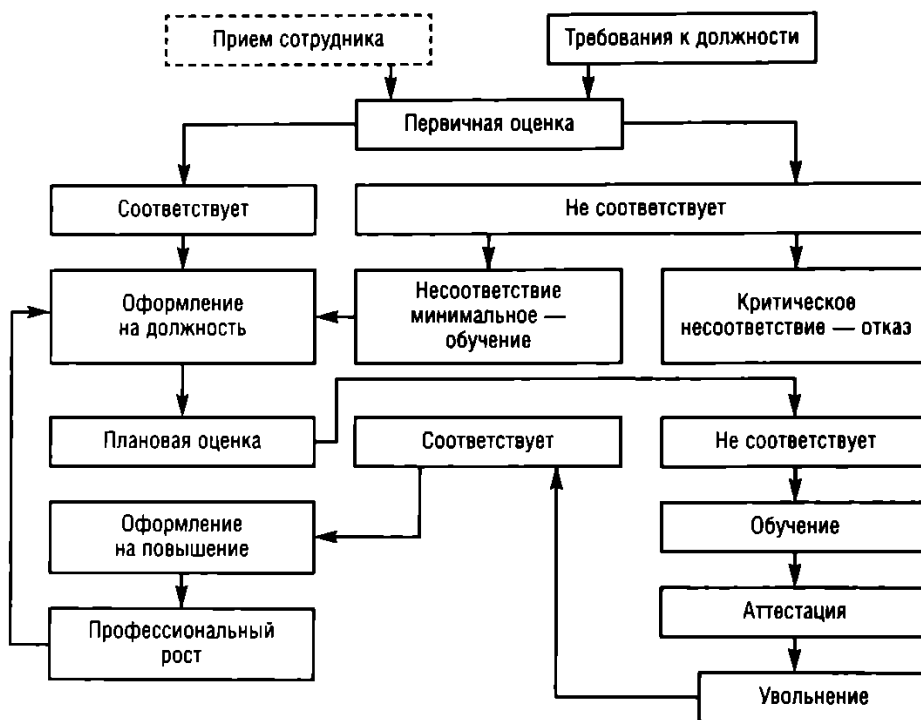 Прием сотрудника
Требования к должности
Первичная оценка
Соответствует
Не соответствует
Оформление
на должность
Несоответствие
минимальное —
обучение
Критическое
несоответствие — отказ
Плановая оценка
Соответствует
Не соответствует
Оформление
на повышение
Обучение
Аттестация
Профессиональный
рост
Увольнение